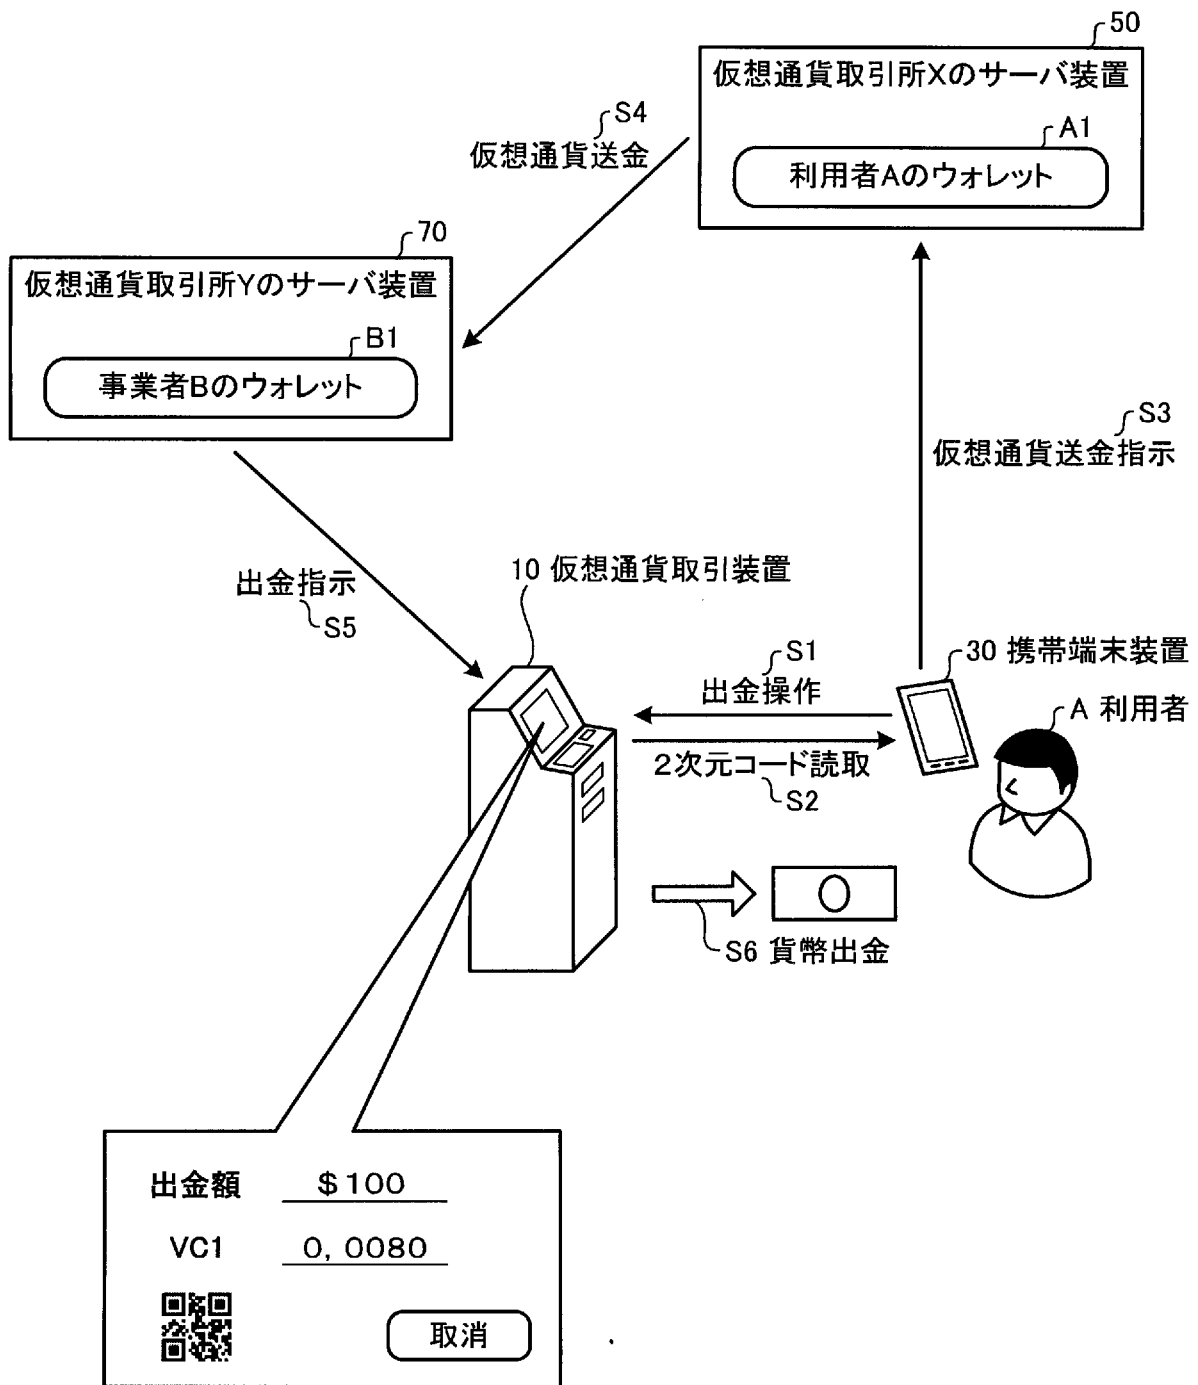 50
仮想通貨取引所Xのサーバ装置
S4
仮想通貨送金
A1
利用者Aのウォレット
70
仮想通貨取引所Yのサーバ装置
B1
事業者Bのウォレット
S3
仮想通貨送金指示
10 仮想通貨取引装置
出金指示
S5
S1
出金操作
30 携帯端末装置
A 利用者
2次元コード読取
S2
S6 貨幣出金
出金額 $100
VC1 0,0080
取消